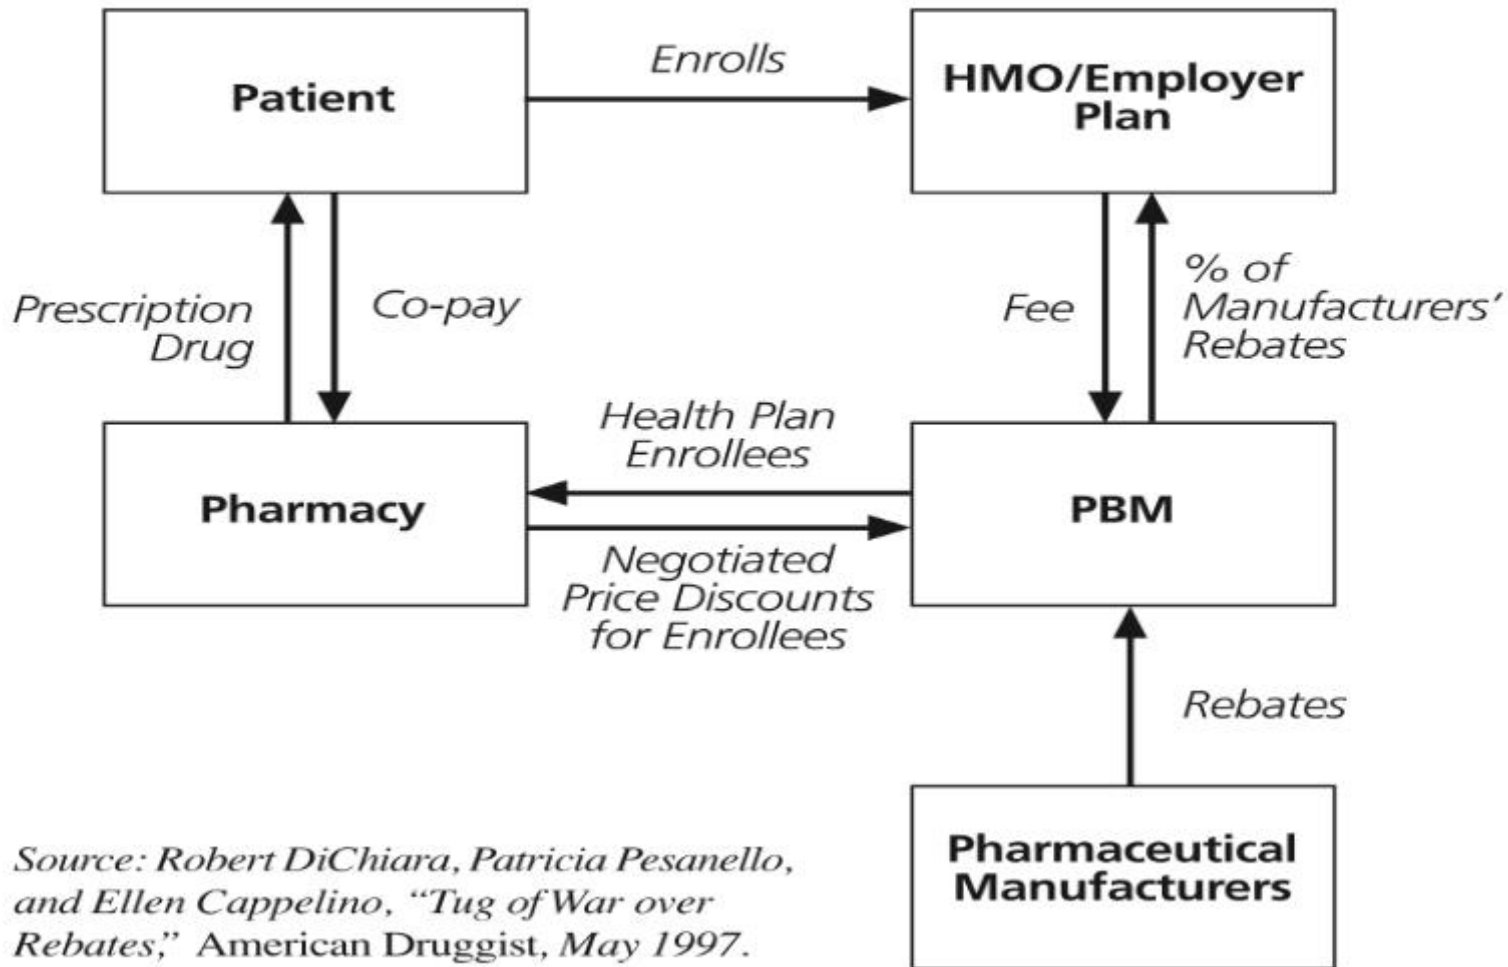 Patient
Enrolls
HMO/Employer
Plan
Prescription
Drug
Co-pay
Fee
% of
Manufacturers’
Rebates
Health Plan
Enrollees
Pharmacy
PBM
Negotiated
Price Discounts
for Enrollees
Rebates
Pharmaceutical
Manufacturers
Source: Robert DiChiara, Patricia Pesanello,
and Ellen Cappelino, “Tug of War over
Rebates,” American Druggist, May 1997.